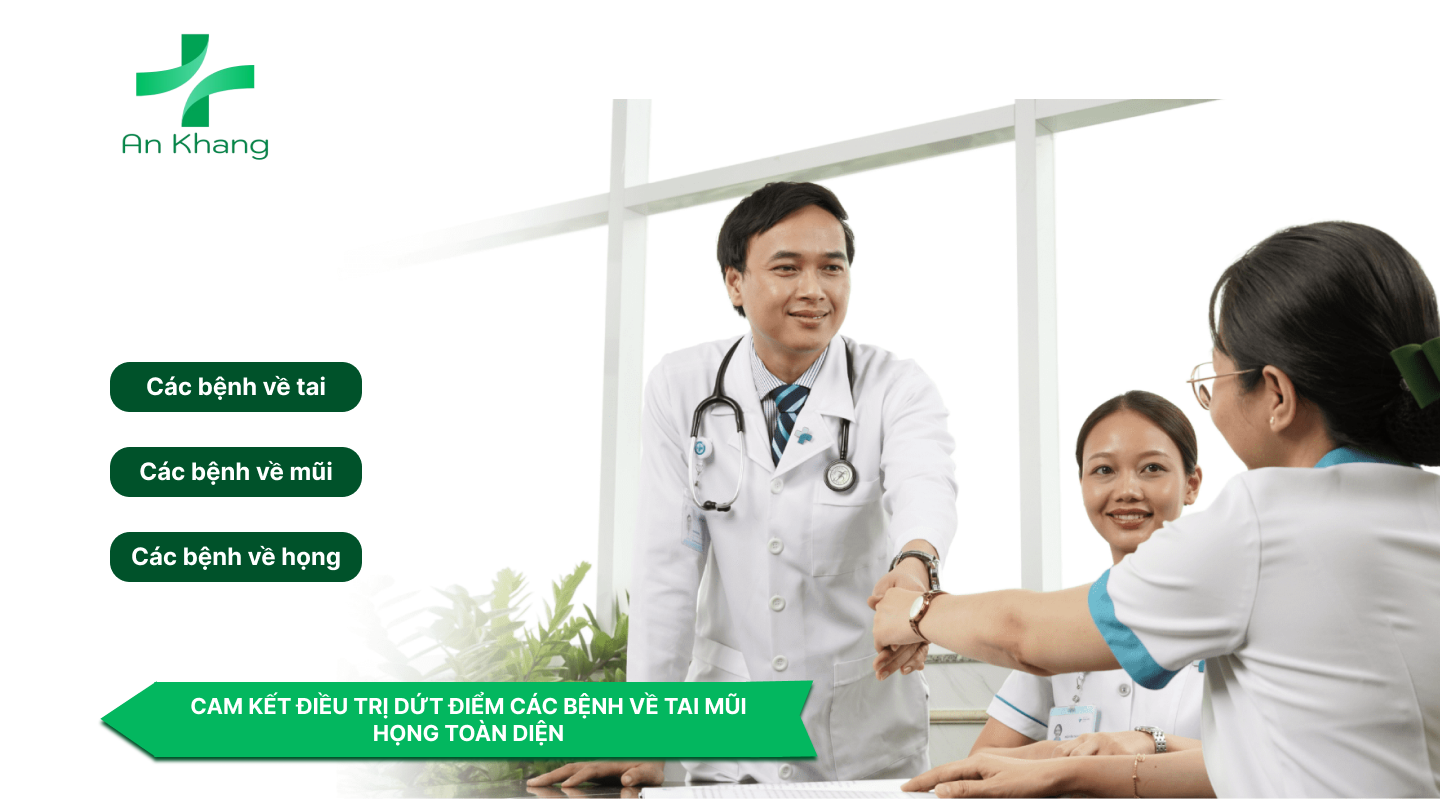 An Khang
Các bệnh về tai
Các bệnh về mũi
Các bệnh về họng
CAM KẾT ĐIỀU TRỊ DỨT ĐIỂM CÁC BỆNH VỀ TAI MŨI
HỌNG TOÀN DIỆN